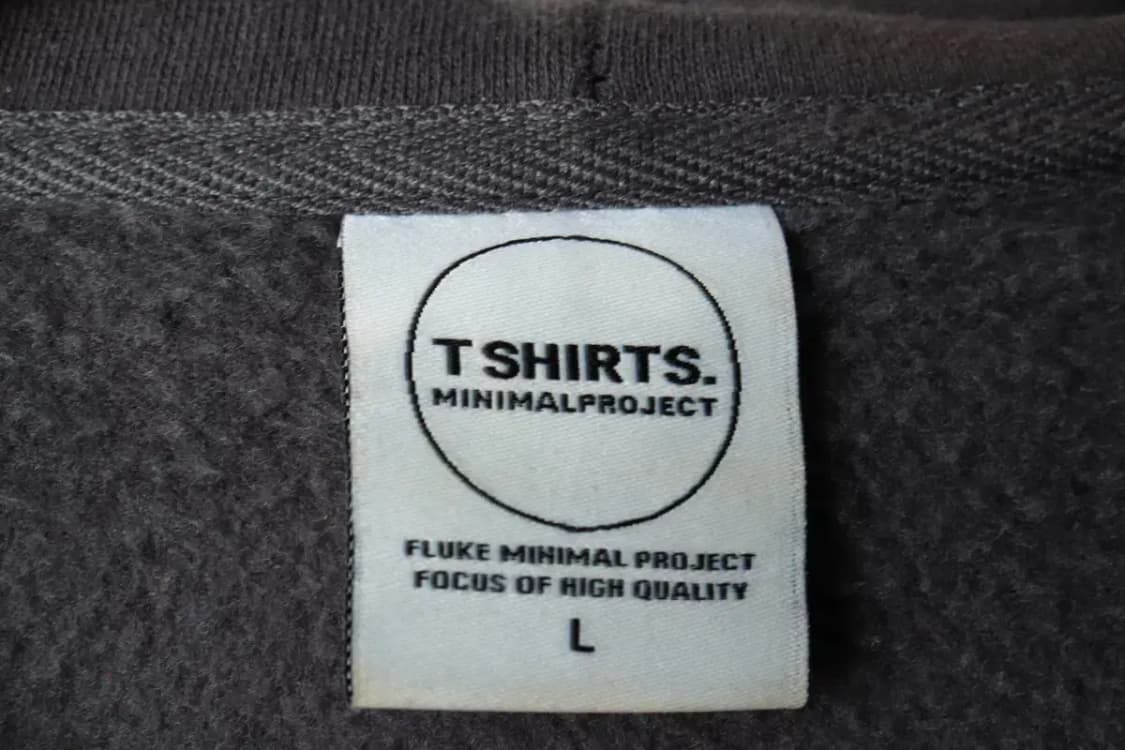 T SHIRTS.
MINIMALPROJECT
FLUKE MINIMAL PROJECT
FOCUS OF HIGH QUALITY
L